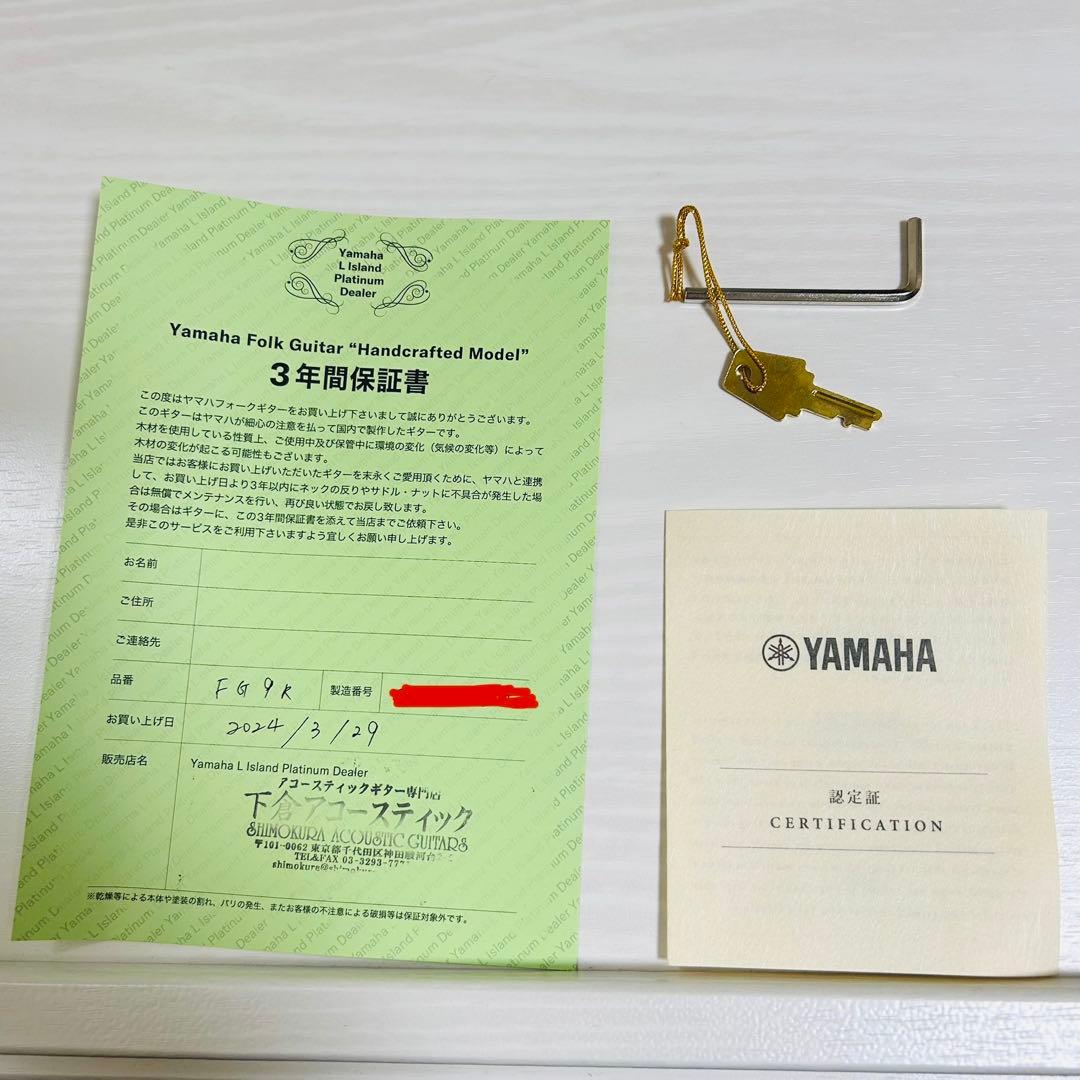 Yamaha
L Island
Platinum
Dealer
Yamaha Folk Guitar “Handcrafted Model”
3年間保証書
この度はヤマハフォークギターをお買い上げ下さいまして誠にありがとうございます。
このギターはヤマハが細心の注意を払って国内で製作したギターです。
木材を使用している性質上、ご使用中及び保管中に環境の変化（気候の変化等）によって
木材の変化が起こる可能性もございます。
当店ではお客様にお買い上げいただいたギターを末永くご愛用頂くために、ヤマハと連携
して、お買い上げ日より3年以内にネックの反りやサドル・ナットに不具合が発生した場
合は無償でメンテナンスを行い、再び良い状態でお戻し致します。
その場合はギターに、この3年間保証書を添えて当店までご依頼下さい。
是非このサービスをご利用下さいますよう宜しくお願い申し上げます。
お名前
ご住所
ご連絡先
品番 FG9R 製造番号
お買い上げ日 2024/3/29
販売店名 Yamaha L Island Platinum Dealer
アコースティックギター専門店
下倉アコースティック
SHIMOKURA ACOUSTIC GUITARS
〒101-0062 東京都千代田区神田駿河台
TEL&FAX 03-3293-77
※乾燥等による本体や塗装の割れ、バリの発生、またお客様の不注意による破損等は保証対象外です。
YAMAHA
認定証
CERTIFICATION